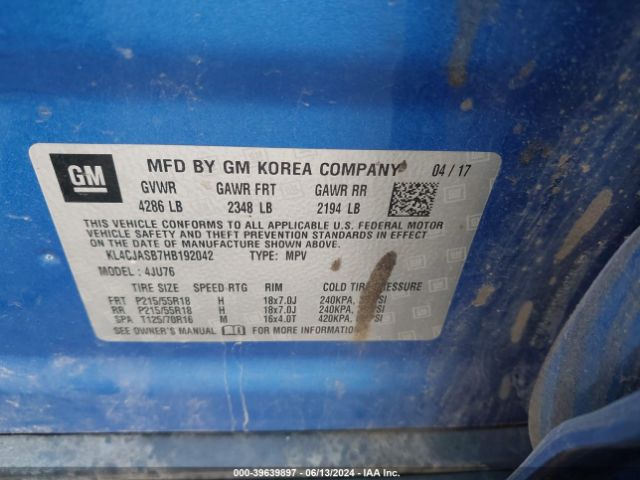 GM MFD BY GM KOREA COMPANY 04 / 17
GVWR GAWR FRT GAWR RR
4286 LB 2348 LB 2194 LB
THIS VEHICLE CONFORMS TO ALL APPLICABLE U.S. FEDERAL MOTOR
VEHICLE SAFETY AND THEFT PREVENTION STANDARDS IN EFFECT ON
THE DATE OF MANUFACTURE SHOWN ABOVE.
KL4CJASB7HB192042 TYPE: MPV
MODEL: 4JU76
TIRE SIZE SPEED RTG RIM COLD TIRE PRESSURE
FRT P215/55R18 H 18x7.0J 240KPA,
RR P215/55R18 H 18x7.0J 240KPA,
SPA T125/70R16 M 16x4.0T 420KPA,
SEE OWNER'S MANUAL FOR MORE INFORMATION
000-39639897 - 06/13/2024 - IAA Inc.